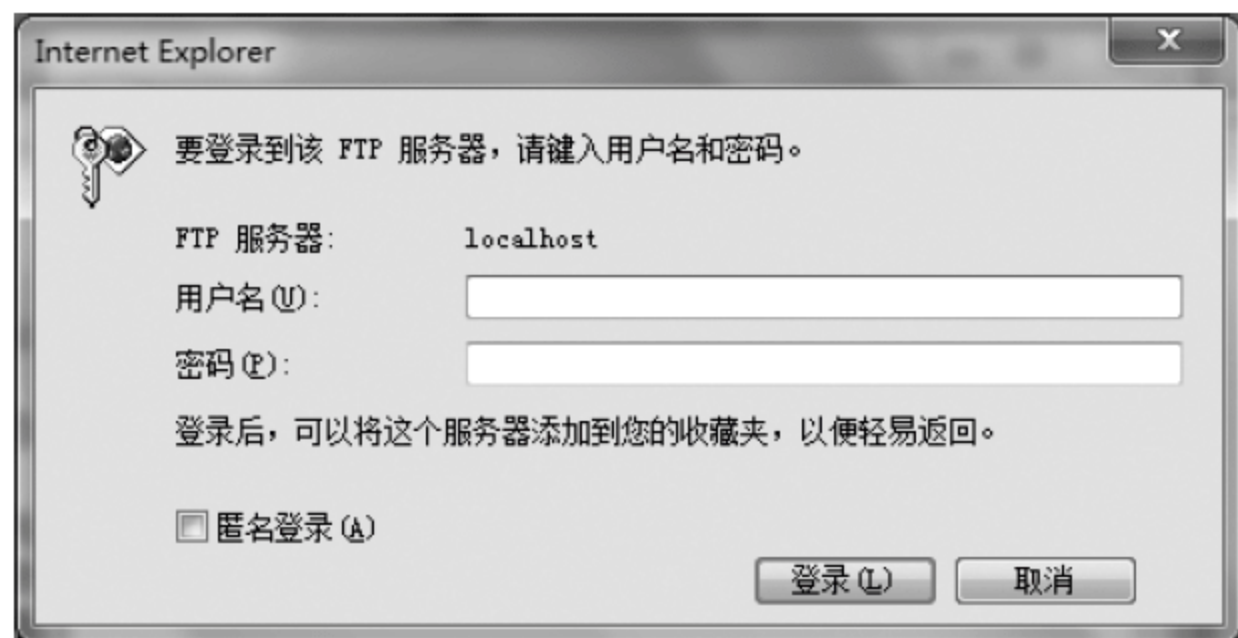 Internet Explorer
要登录到该 FTP 服务器，请键入用户名和密码。
FTP 服务器: localhost
用户名(U):
密码(P):
登录后，可以将这个服务器添加到您的收藏夹，以便轻易返回。
匿名登录(A)
登录(L) 取消